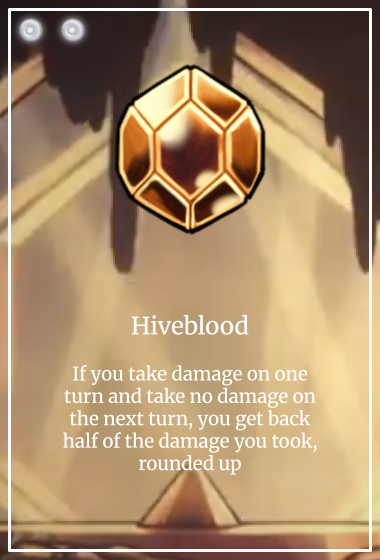 Hiveblood
If you take damage on one
turn and take no damage on
the next turn, you get back
half of the damage you took,
rounded up